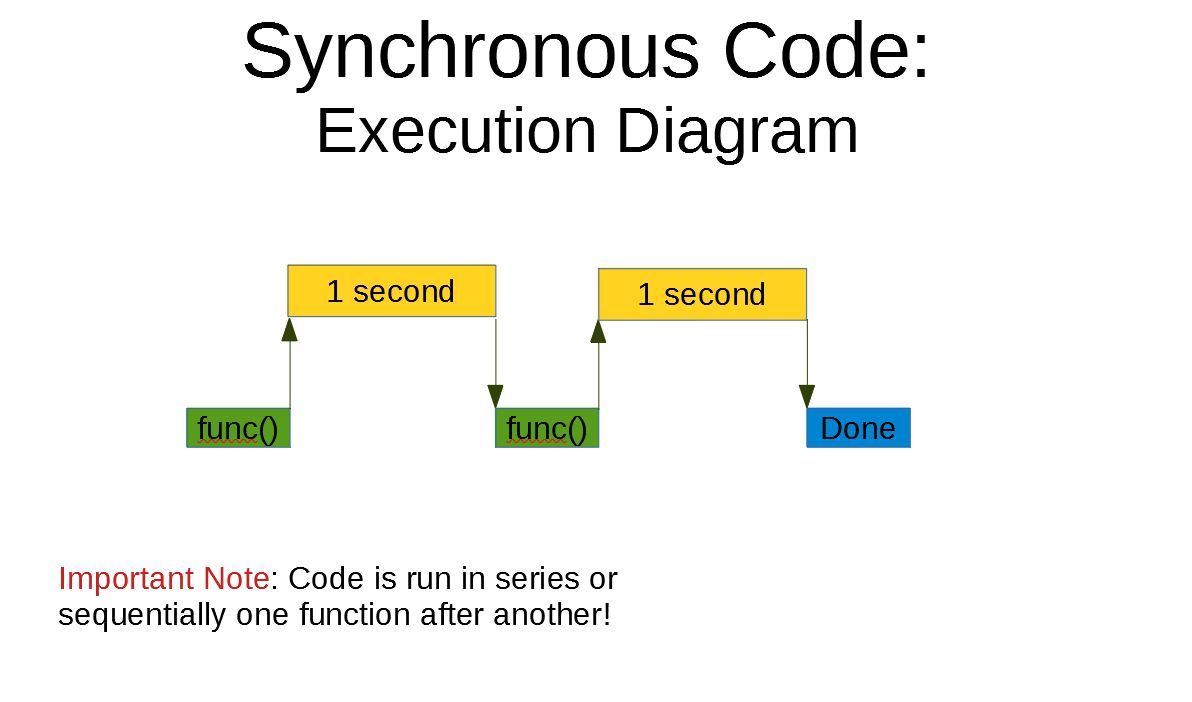 Synchronous Code:
Execution Diagram
1 second
1 second
func()
func()
Done
Important Note: Code is run in series or
sequentially one function after another!